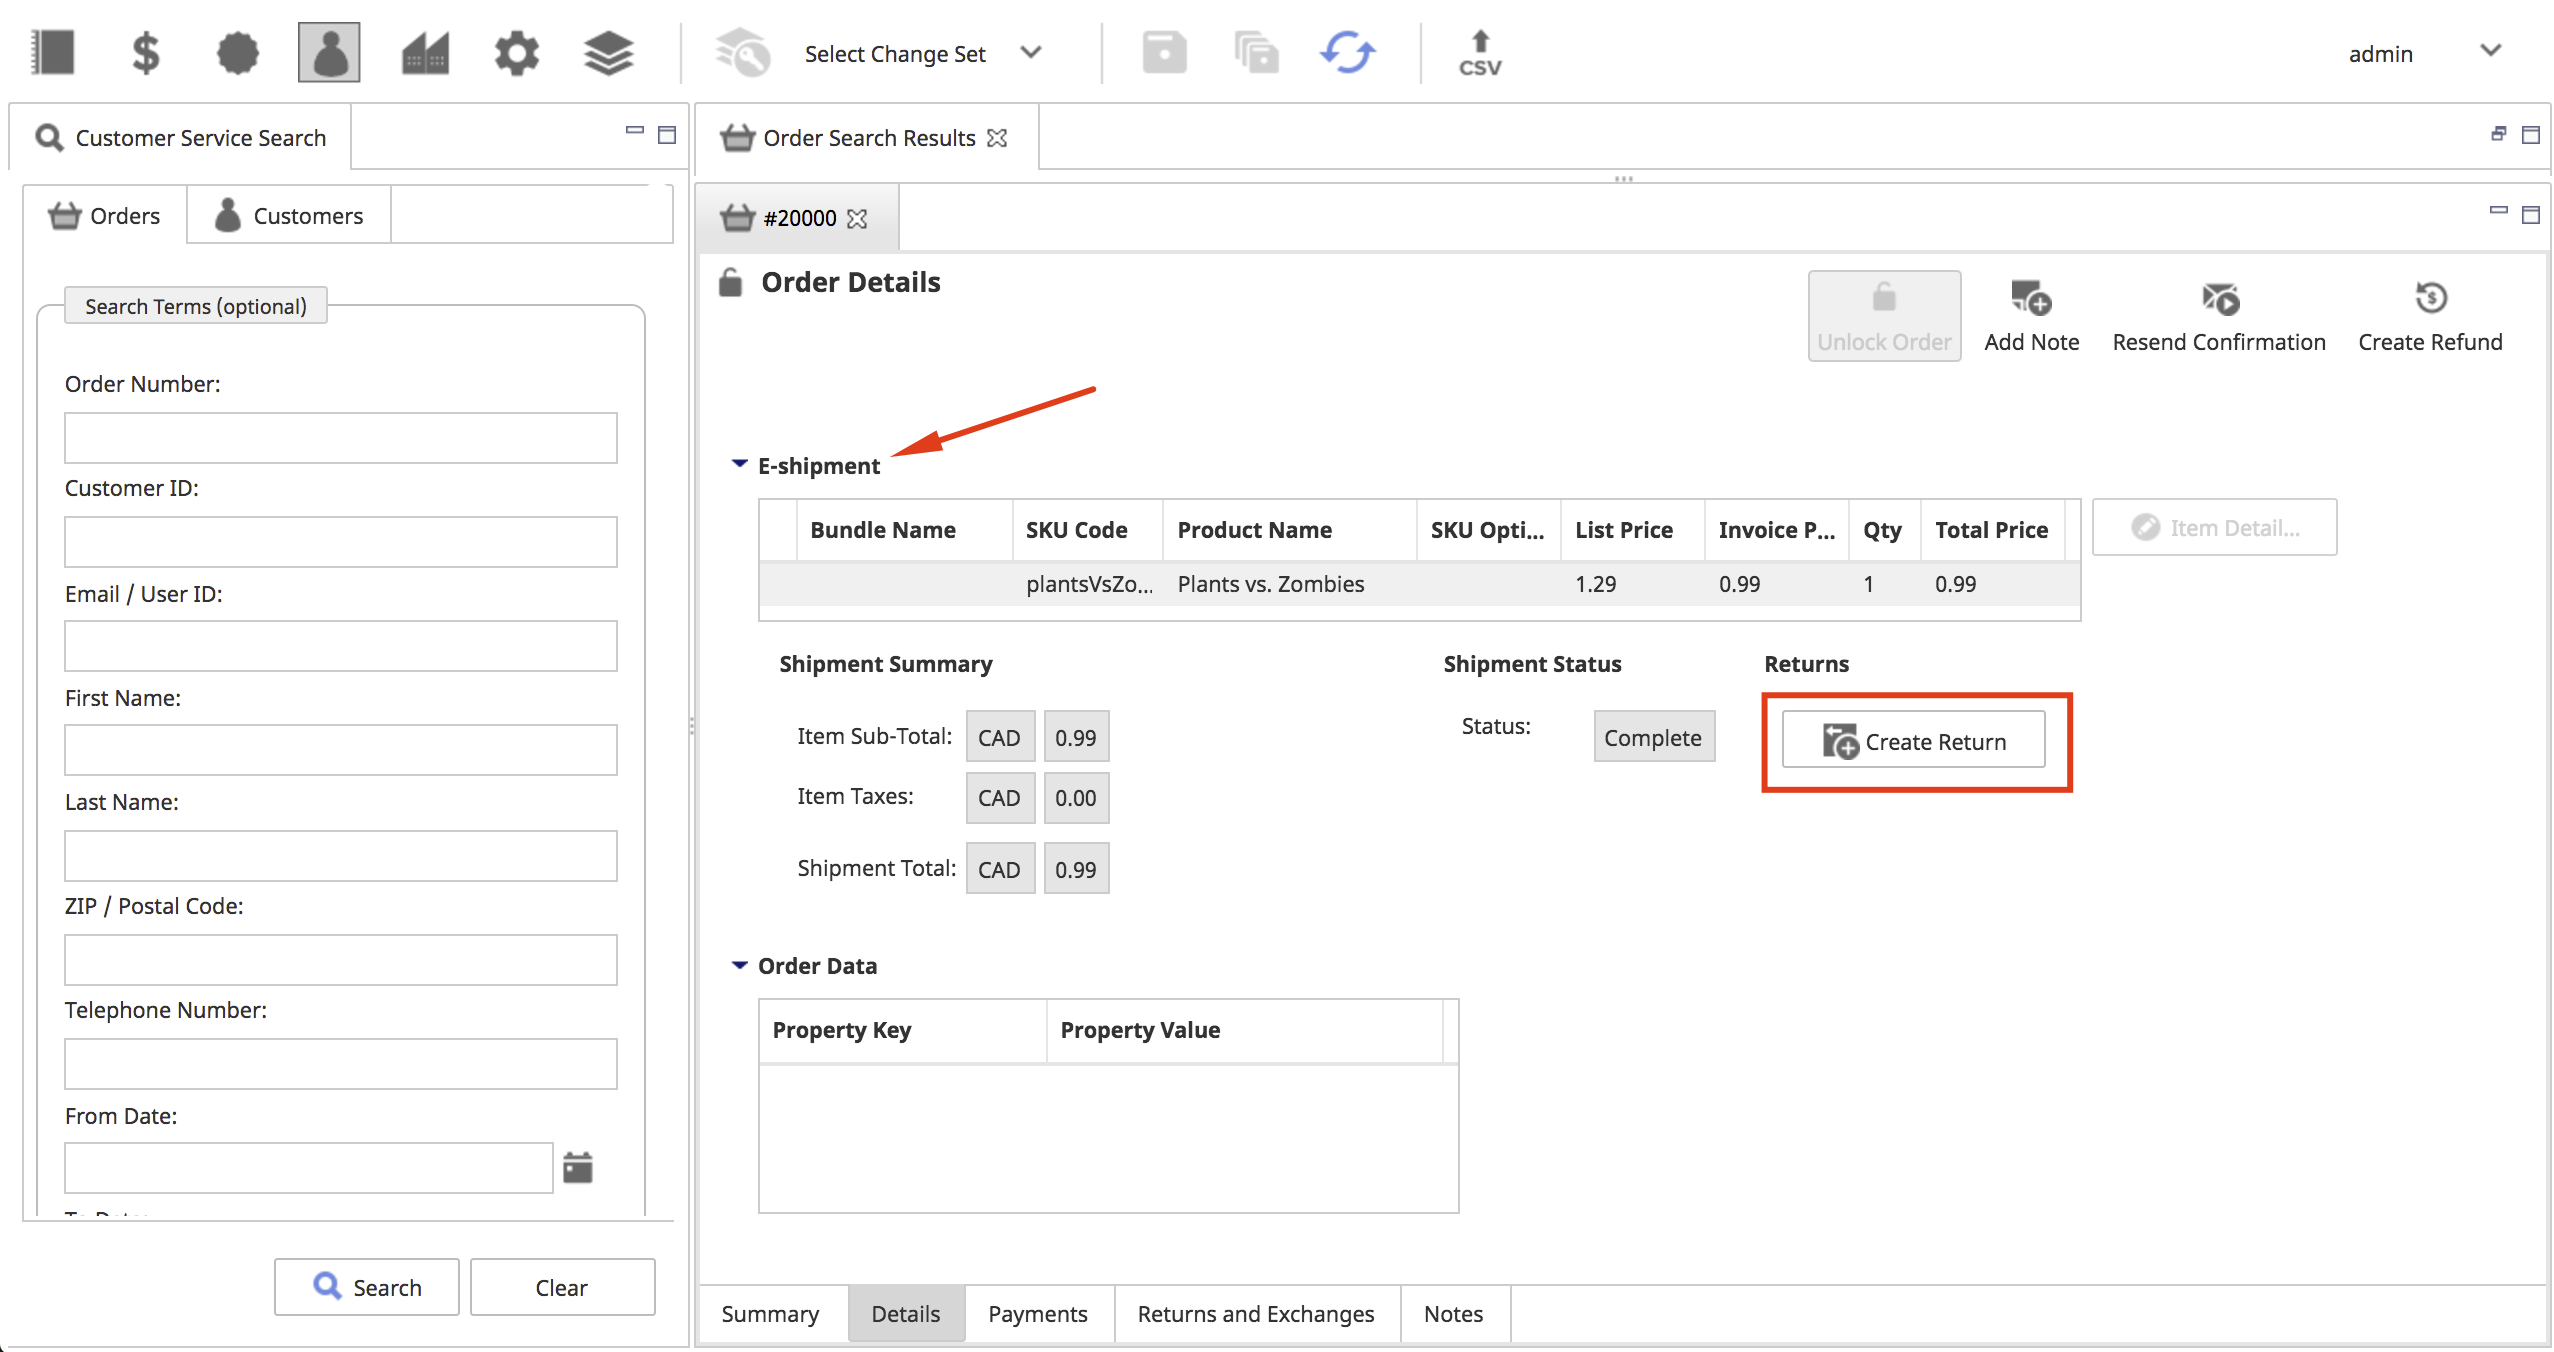 Select Change Set
CSV
admin
Customer Service Search
Orders
Customers
Search Terms (optional)
Order Number:
Customer ID:
Email / User ID:
First Name:
Last Name:
ZIP / Postal Code:
Telephone Number:
From Date:
Search
Clear
Order Search Results
#20000
Order Details
Unlock Order
Add Note
Resend Confirmation
Create Refund
E-shipment
Bundle Name SKU Code Product Name SKU Opti... List Price Invoice P... Qty Total Price
plantsVsZo... Plants vs. Zombies 1.29 0.99 1 0.99
Item Detail...
Shipment Summary
Item Sub-Total: CAD 0.99
Item Taxes: CAD 0.00
Shipment Total: CAD 0.99
Shipment Status
Status: Complete
Returns
Create Return
Order Data
Property Key Property Value
Summary Details Payments Returns and Exchanges Notes